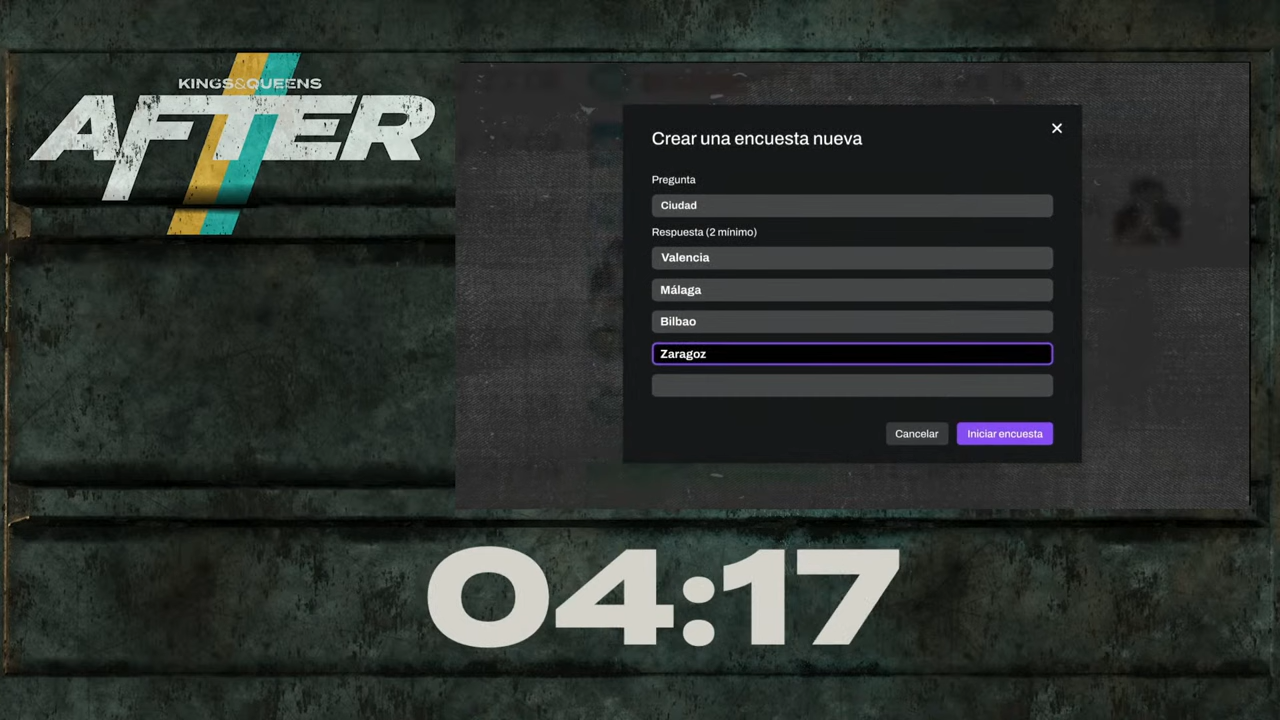 KINGS&QUEENS
AFTER
Crear una encuesta nueva
Pregunta
Ciudad
Respuesta (2 mínimo)
Valencia
Málaga
Bilbao
Zaragoz
Cancelar
Iniciar encuesta
04:17